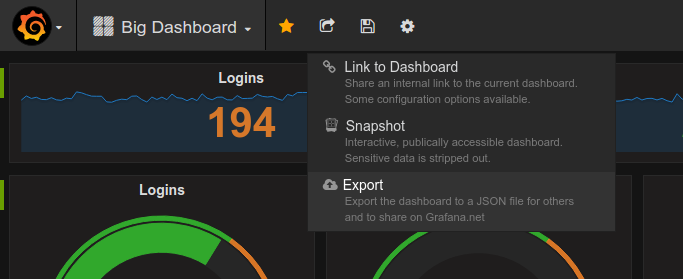 Big Dashboard
Logins
194
Link to Dashboard
Share an internal link to the current dashboard.
Some configuration options available.
Snapshot
Interactive, publically accessible dashboard.
Sensitive data is stripped out.
Export
Export the dashboard to a JSON file for others
and to share on Grafana.net
Logins